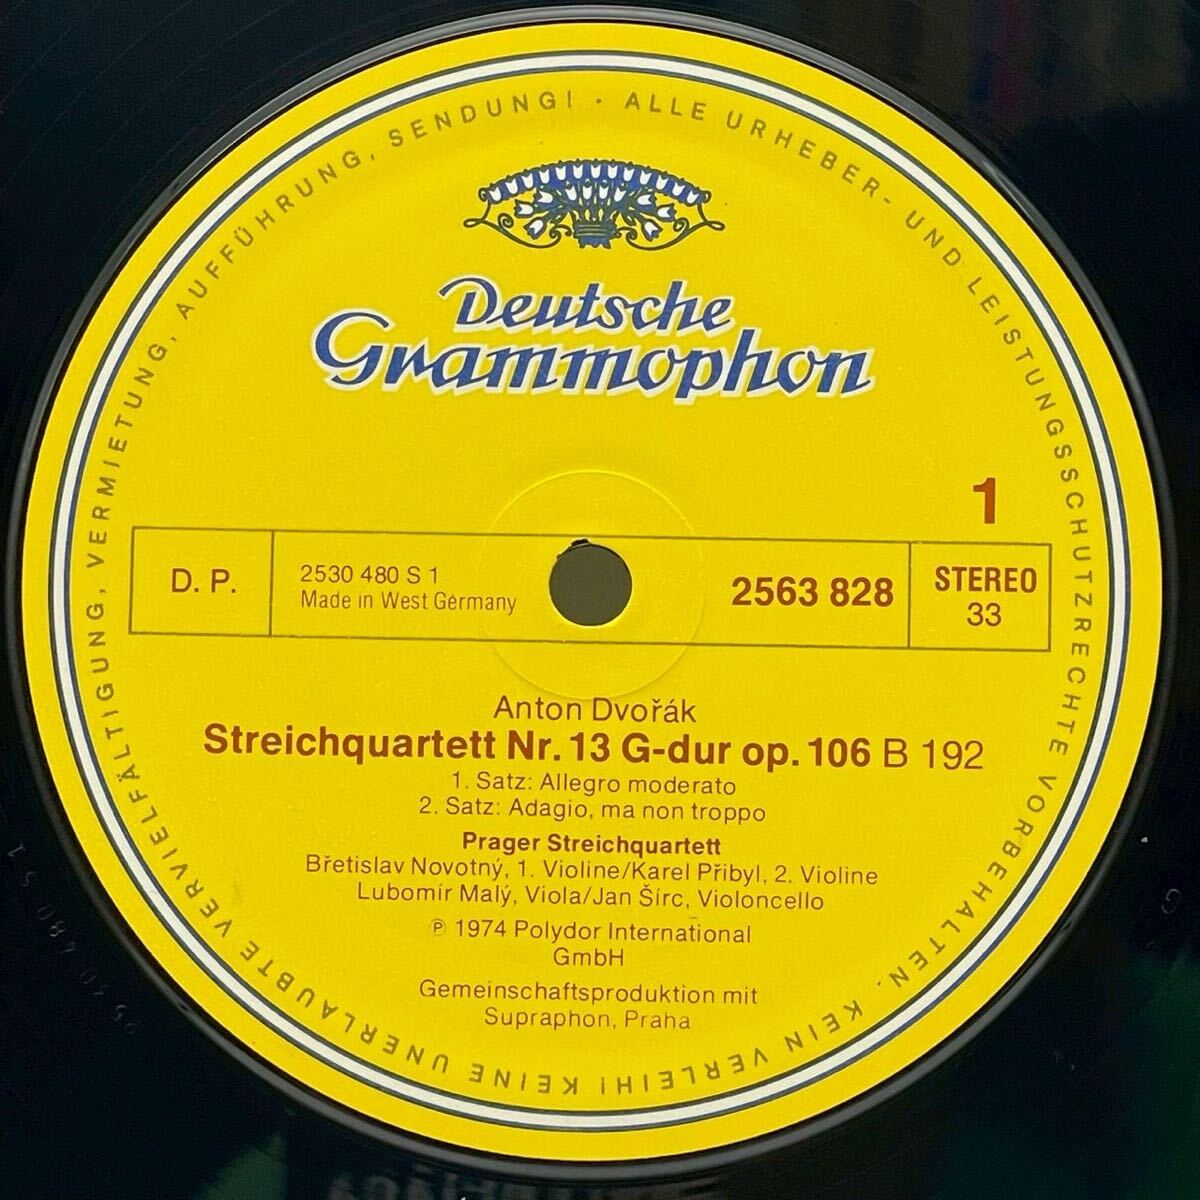 ALLE URHEBER- UND LEISTUNGSSCHUTZRECHTE VORBEHALTEN. KEIN VERLEIH! KEINE UNERLAUBTE VERVIELFÄLTIGUNG, VERMIETUNG, AUFFÜHRUNG, SENDUNG! ·
Deutsche
Grammophon
1
D. P.
2530 480 S 1
Made in West Germany
2563 828
STEREO
33
Anton Dvořák
Streichquartett Nr. 13 G-dur op. 106 B 192
1. Satz: Allegro moderato
2. Satz: Adagio, ma non troppo
Prager Streichquartett
Břetislav Novotný, 1. Violine/Karel Přibyl, 2. Violine
Lubomír Malý, Viola/Jan Šírc, Violoncello
℗ 1974 Polydor International
GmbH
Gemeinschaftsproduktion mit
Supraphon, Praha